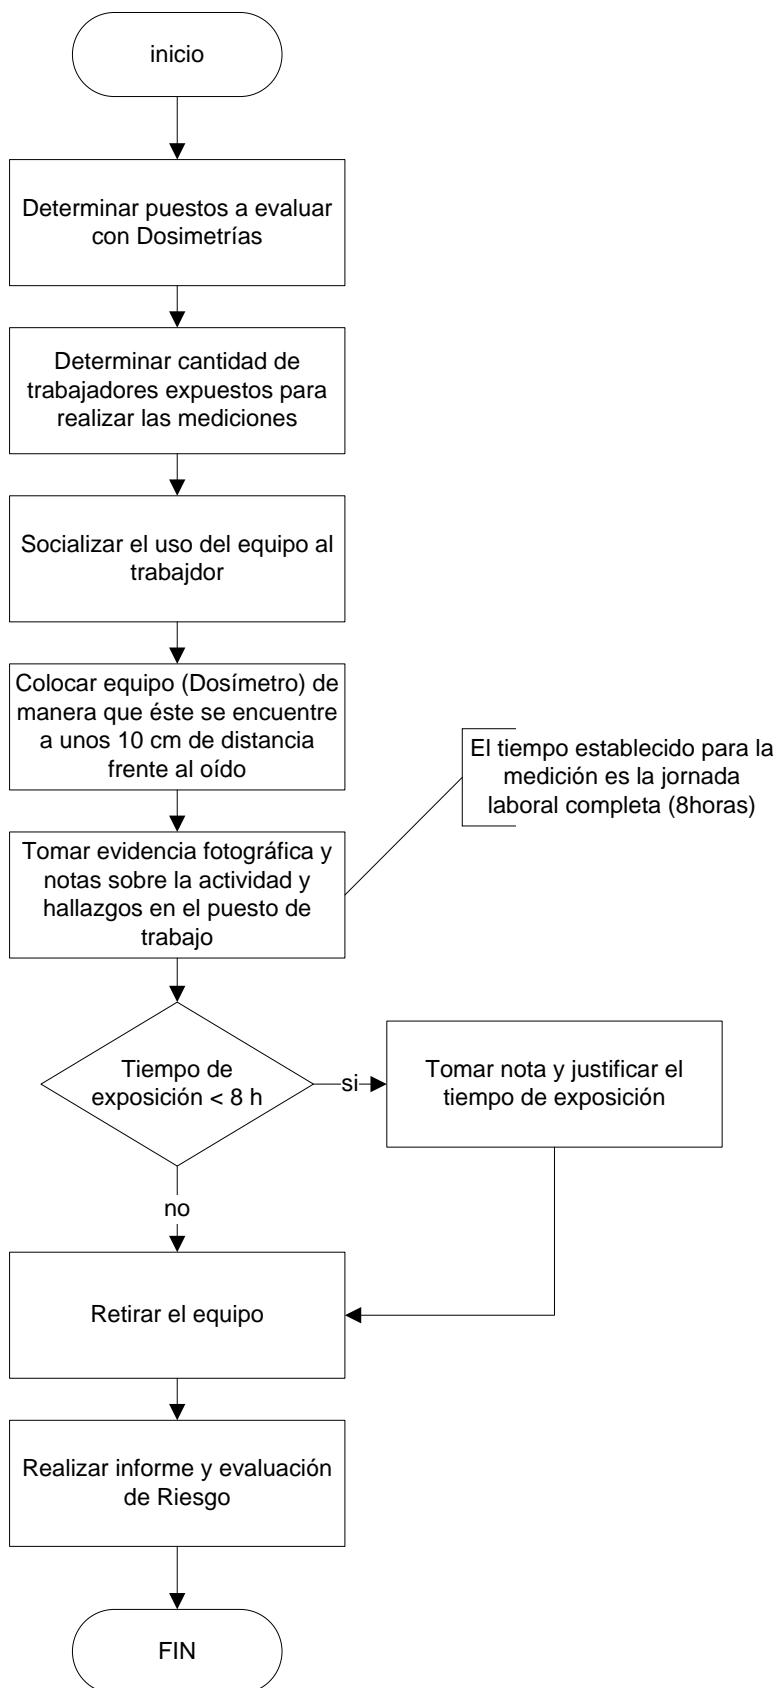 inicio
Determinar puestos a evaluar
con Dosimetrías
Determinar cantidad de
trabajadores expuestos para
realizar las mediciones
Socializar el uso del equipo al
trabajdor
Colocar equipo (Dosímetro) de
manera que éste se encuentre
a unos 10 cm de distancia
frente al oído
El tiempo establecido para la
medición es la jornada
laboral completa (8horas)
Tomar evidencia fotográfica y
notas sobre la actividad y
hallazgos en el puesto de
trabajo
Tiempo de
exposición < 8 h
si
Tomar nota y justificar el
tiempo de exposición
no
Retirar el equipo
Realizar informe y evaluación
de Riesgo
FIN